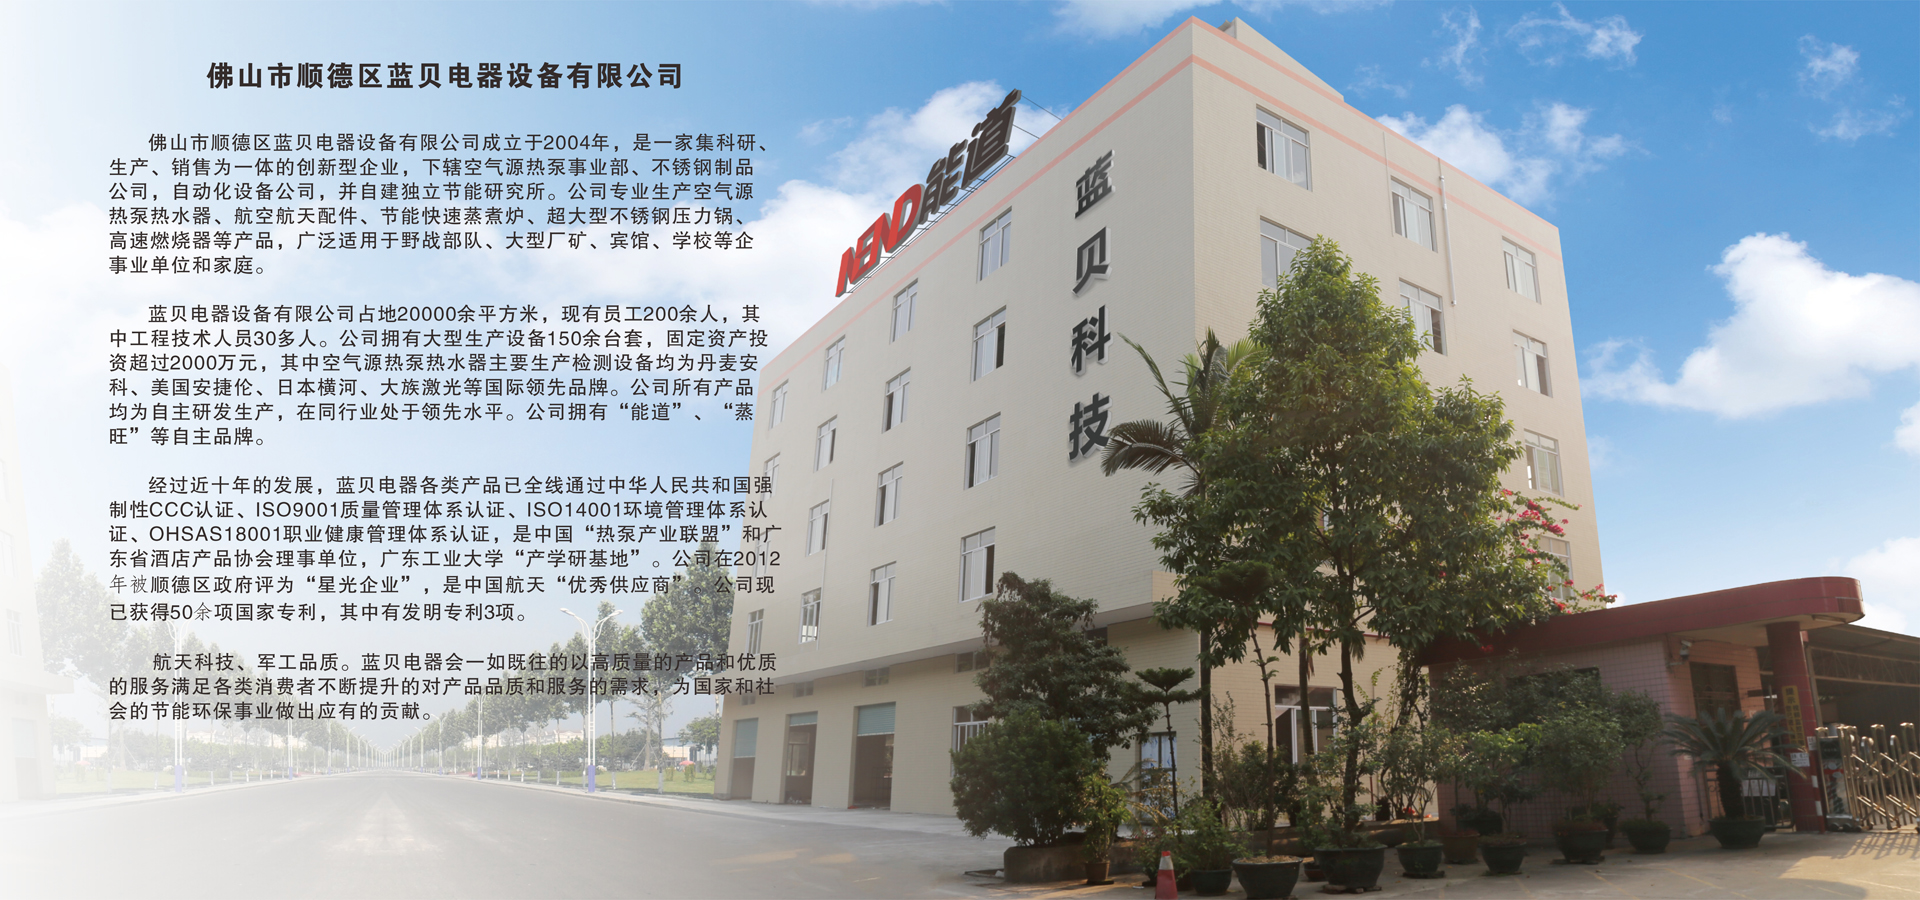 佛山市顺德区蓝贝电器设备有限公司
佛山市顺德区蓝贝电器设备有限公司成立于2004年，是一家集科研、
生产、销售为一体的创新型企业，下辖空气源热泵事业部、不锈钢制品
公司，自动化设备公司，并自建独立节能研究所。公司专业生产空气源
热泵热水器、航空航天配件、节能快速蒸煮炉、超大型不锈钢压力锅、
高速燃烧器等产品，广泛适用于野战部队、大型厂矿、宾馆、学校等企
事业单位和家庭。
蓝贝电器设备有限公司占地20000余平方米，现有员工200余人，其
中工程技术人员30多人。公司拥有大型生产设备150余台套，固定资产投
资超过2000万元，其中空气源热泵热水器主要生产检测设备均为丹麦安
科、美国安捷伦、日本横河、大族激光等国际领先品牌。公司所有产品
均为自主研发生产，在同行业处于领先水平。公司拥有“能道”、“蒸
旺”等自主品牌。
经过近十年的发展，蓝贝电器各类产品已全线通过中华人民共和国强
制性CCC认证、ISO9001质量管理体系认证、ISO14001环境管理体系认
证、OHSAS18001职业健康管理体系认证，是中国“热泵产业联盟”和广
东省酒店产品协会理事单位，广东工业大学“产学研基地”。公司在2012
年被顺德区政府评为“星光企业”，是中国航天“优秀供应商”。公司现
已获得50余项国家专利，其中有发明专利3项。
航天科技、军工品质。蓝贝电器会一如既往的以高质量的产品和优质
的服务满足各类消费者不断提升的对产品品质和服务的需求，为国家和社
会的节能环保事业做出应有的贡献。
NEND能道
蓝贝科技